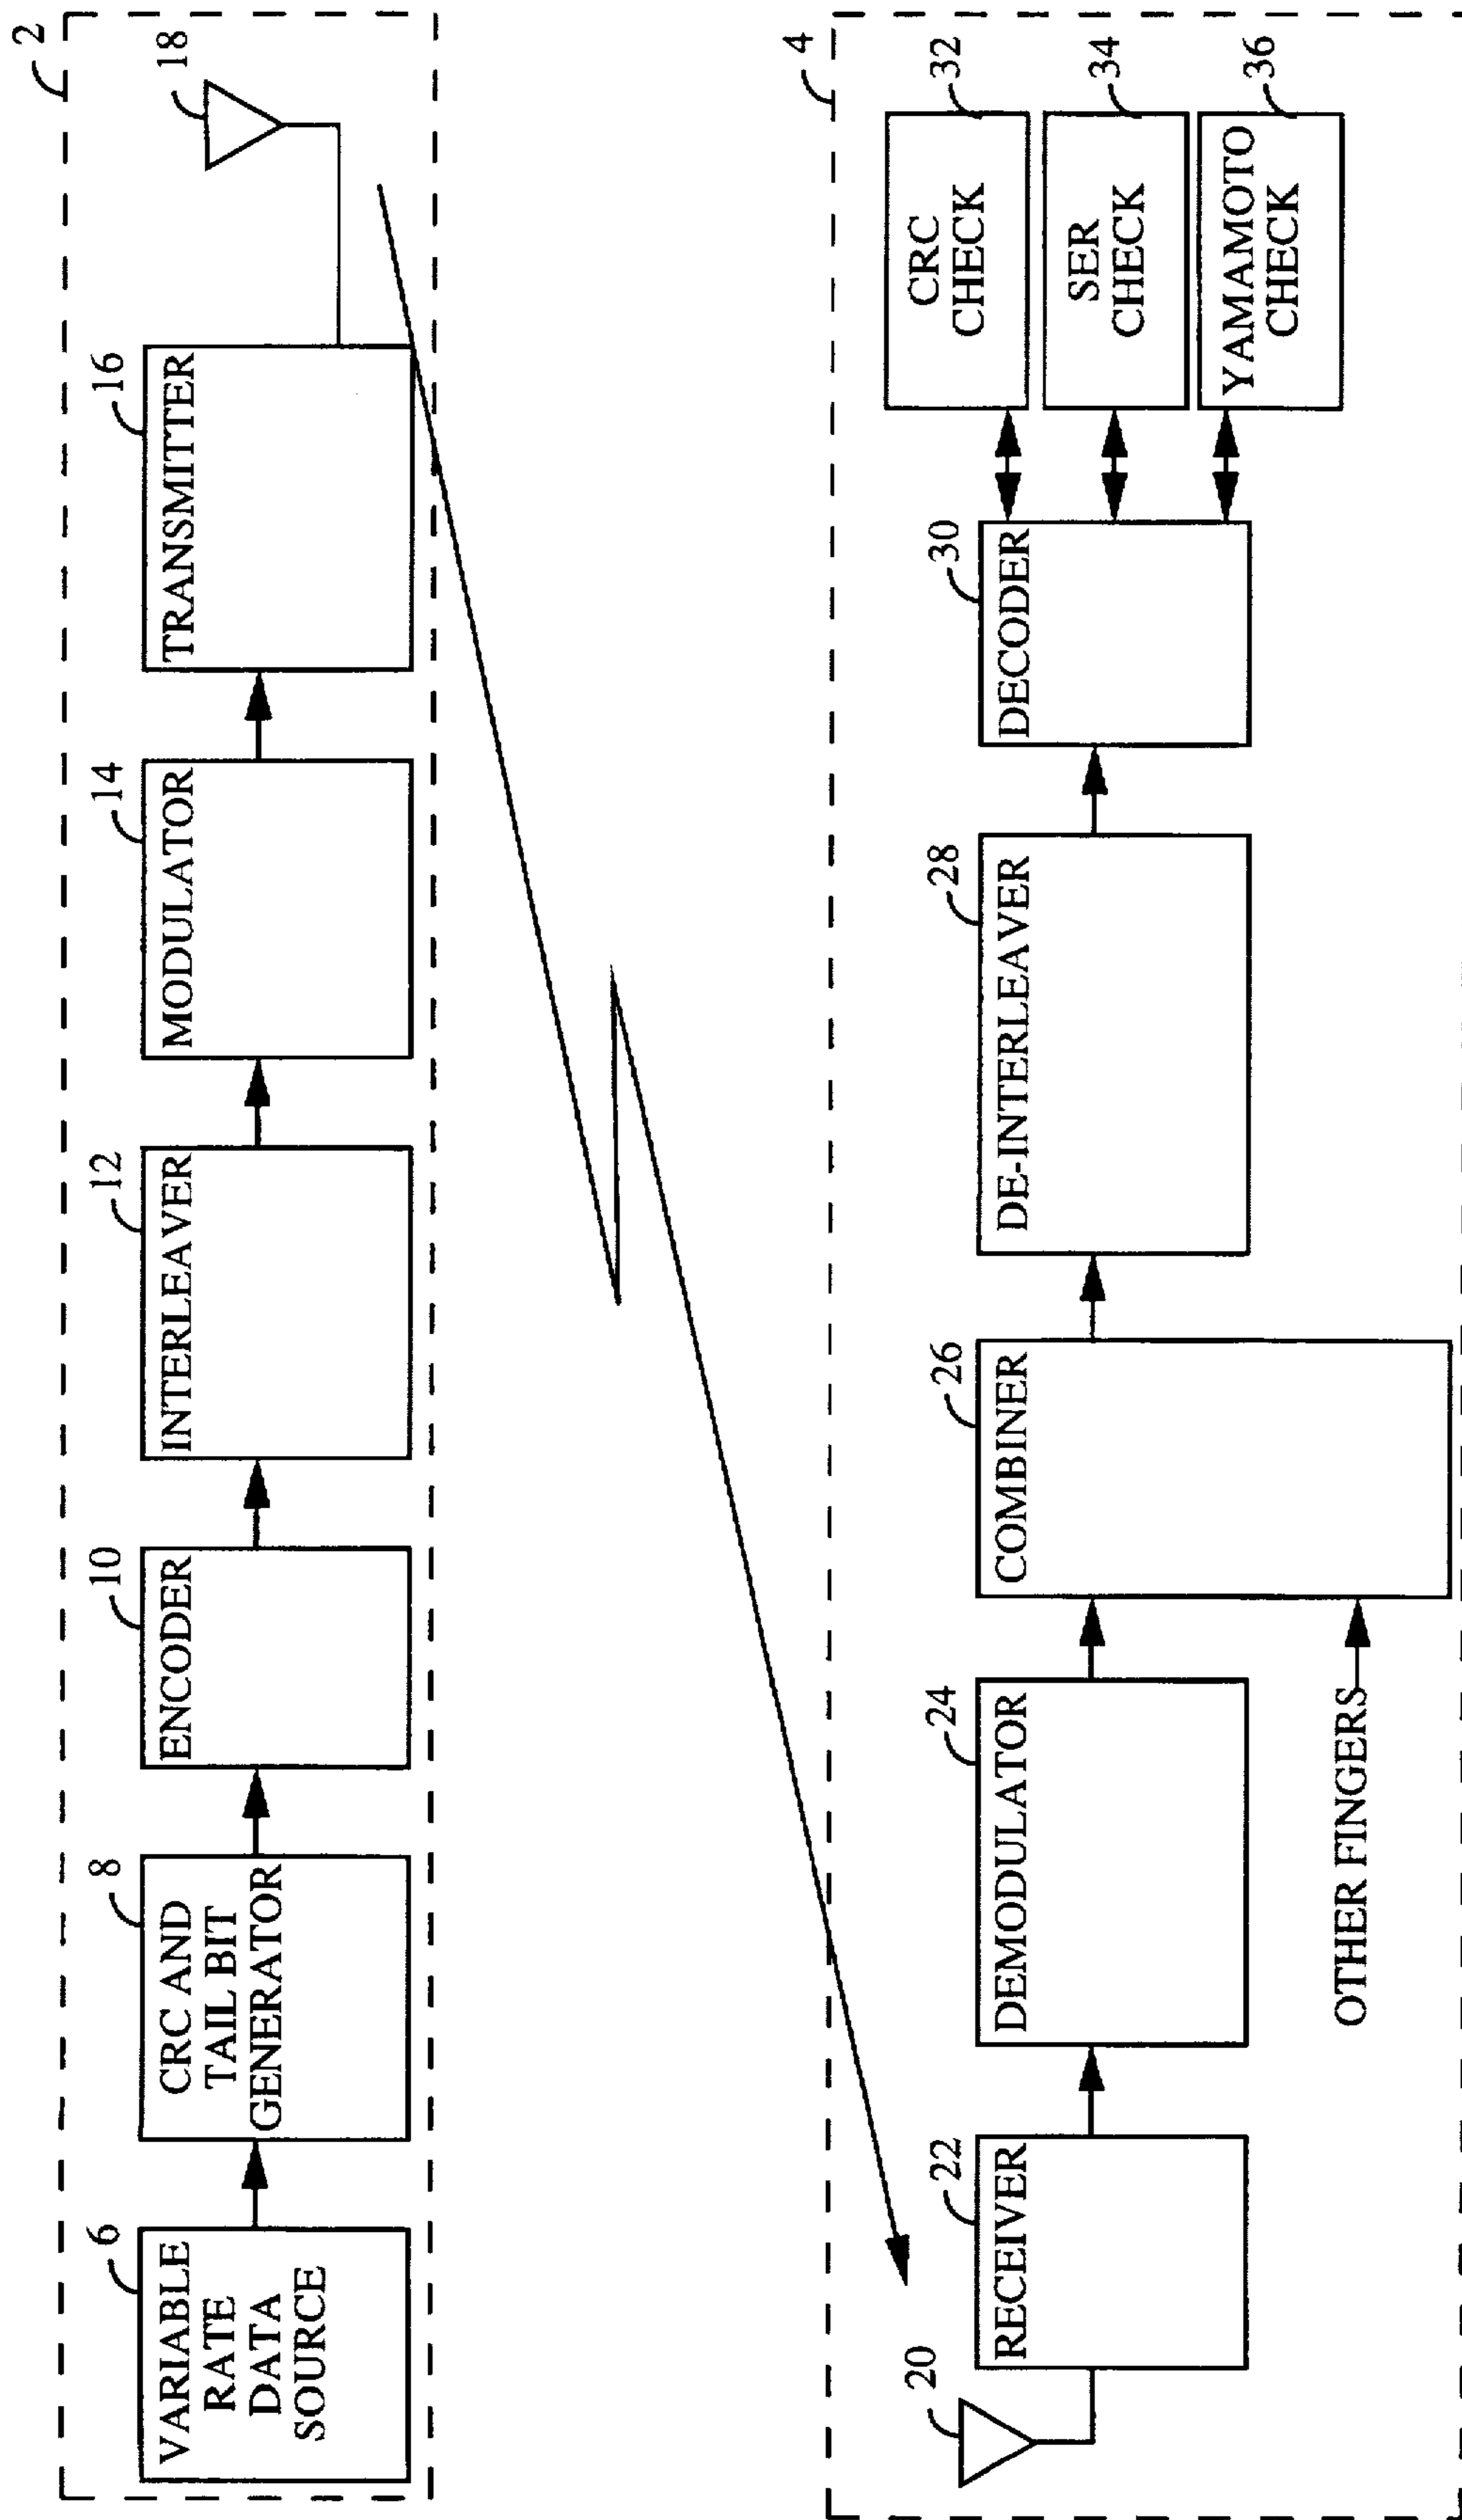 2
18
VARIABLE
RATE
DATA
SOURCE
6
CRC AND
TAIL BIT
GENERATOR
8
ENCODER
10
INTERLEAVER
12
MODULATOR
14
TRANSMITTER
16
4
20
RECEIVER
22
DEMODULATOR
24
OTHER FINGERS
COMBINER
26
DE-INTERLEAVER
28
DECODER
30
CRC
CHECK
32
SER
CHECK
34
YAMAMOTO
CHECK
36